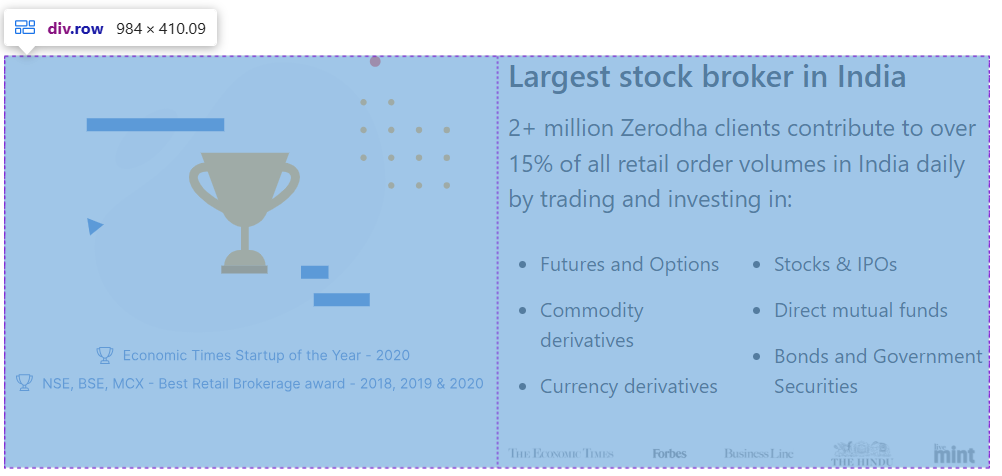 div.row 984 × 410.09
Largest stock broker in India
2+ million Zerodha clients contribute to over
15% of all retail order volumes in India daily
by trading and investing in:
Futures and Options
Commodity
derivatives
Currency derivatives
Stocks & IPOs
Direct mutual funds
Bonds and Government
Securities
Economic Times Startup of the Year - 2020
NSE, BSE, MCX - Best Retail Brokerage award - 2018, 2019 & 2020
THE ECONOMIC TIMES Forbes BusinessLine THE HINDU mint